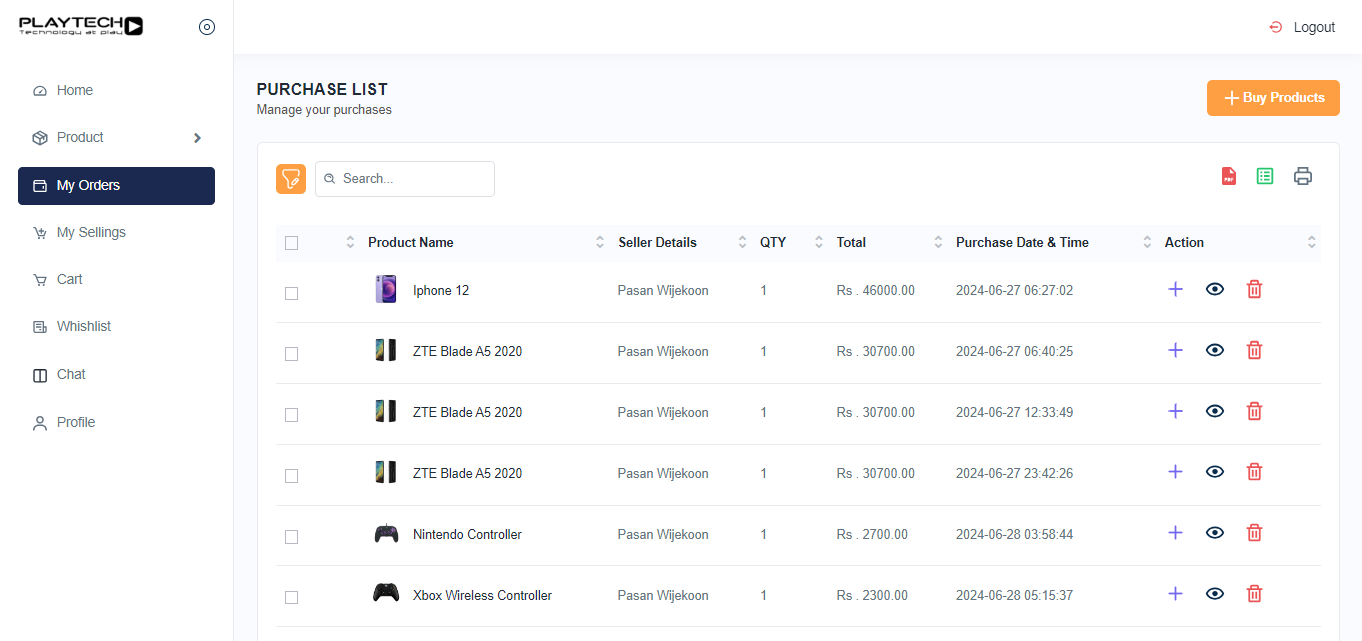 PLAYTECH
Technology at play
Logout
Home
Product
My Orders
My Sellings
Cart
Whishlist
Chat
Profile
PURCHASE LIST
Manage your purchases
Buy Products
Search...
PDF
Product Name Seller Details QTY Total Purchase Date & Time Action
Iphone 12 Pasan Wijekoon 1 Rs . 46000.00 2024-06-27 06:27:02
ZTE Blade A5 2020 Pasan Wijekoon 1 Rs . 30700.00 2024-06-27 06:40:25
ZTE Blade A5 2020 Pasan Wijekoon 1 Rs . 30700.00 2024-06-27 12:33:49
ZTE Blade A5 2020 Pasan Wijekoon 1 Rs . 30700.00 2024-06-27 23:42:26
Nintendo Controller Pasan Wijekoon 1 Rs . 2700.00 2024-06-28 03:58:44
Xbox Wireless Controller Pasan Wijekoon 1 Rs . 2300.00 2024-06-28 05:15:37